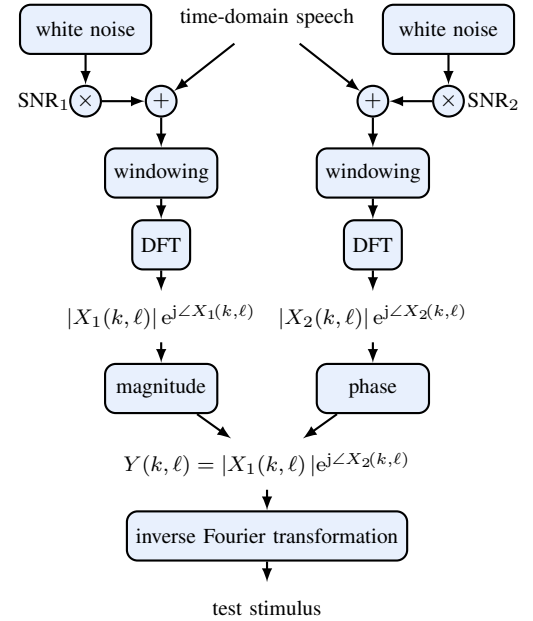 white noise time-domain speech white noise
SNR₁ × + + × SNR₂
windowing windowing
DFT DFT
|X₁(k, ℓ)| e^{j∠X₁(k,ℓ)} |X₂(k, ℓ)| e^{j∠X₂(k,ℓ)}
magnitude phase
Y(k, ℓ) = |X₁(k, ℓ) |e^{j∠X₂(k,ℓ)}
inverse Fourier transformation
test stimulus